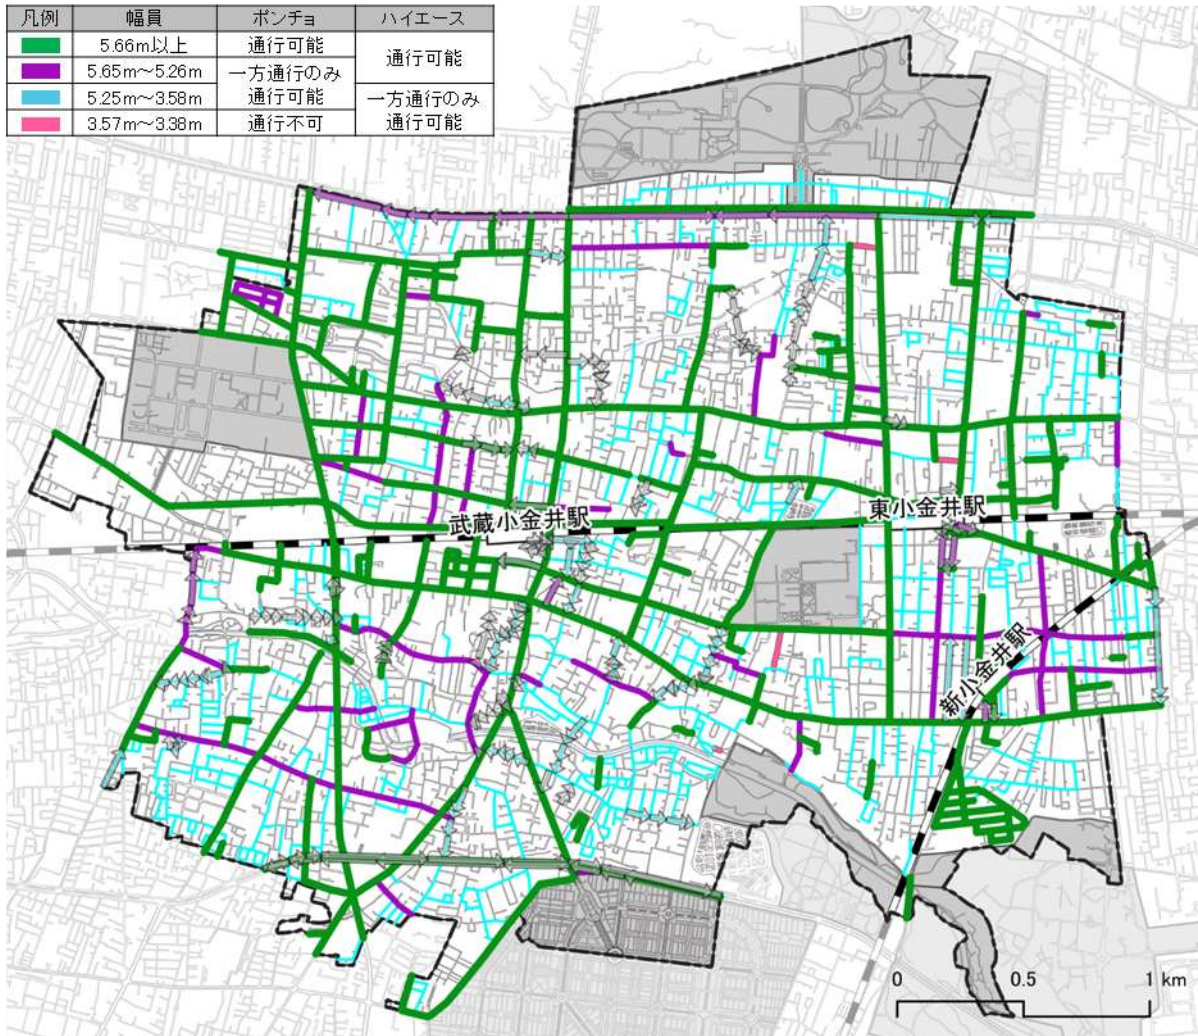 凡例 幅員 ポンチョ ハイエース
5.66m以上 通行可能 通行可能
5.65m～5.26m 一方通行のみ
5.25m～3.58m 通行可能 一方通行のみ
3.57m～3.38m 通行不可 通行可能
武蔵小金井駅
東小金井駅
新小金井駅
0 0.5 1 km